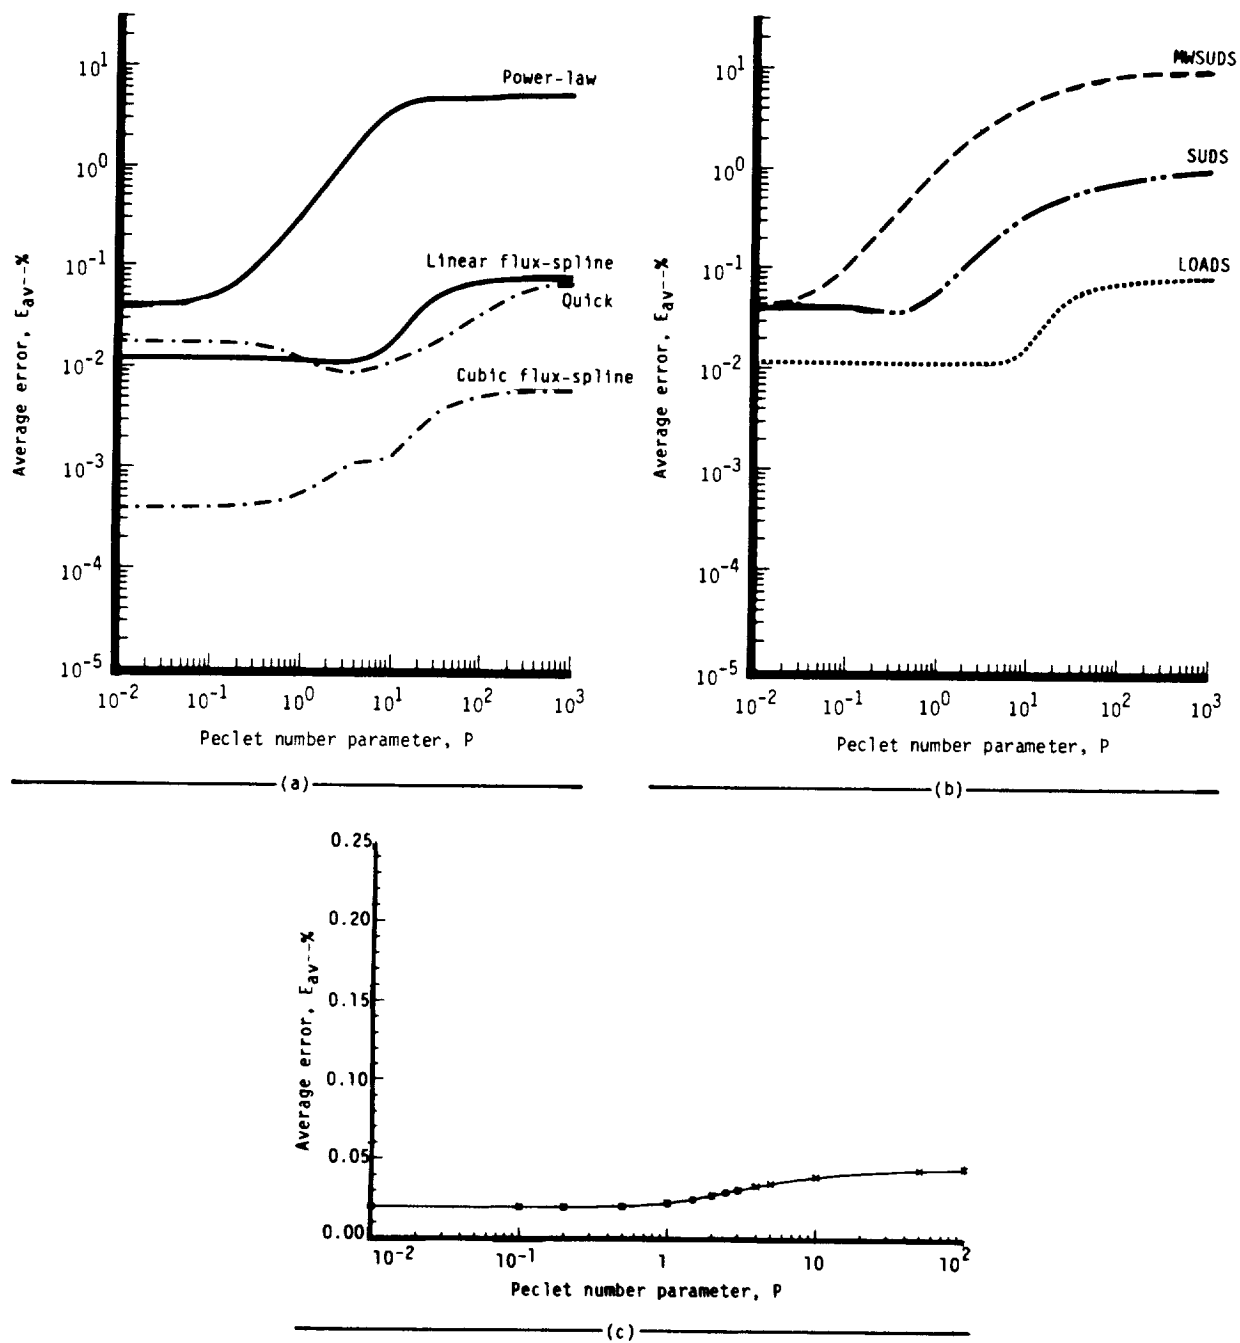 10^1
10^0
10^-1
10^-2
10^-3
10^-4
10^-5
Average error, E_av--%
Power-law
Linear flux-spline
Quick
Cubic flux-spline
10^-2 10^-1 10^0 10^1 10^2 10^3
Peclet number parameter, P
(a)
10^1
10^0
10^-1
10^-2
10^-3
10^-4
10^-5
Average error, E_av--%
MWSUDS
SUDS
LOADS
10^-2 10^-1 10^0 10^1 10^2 10^3
Peclet number parameter, P
(b)
0.25
0.20
0.15
0.10
0.05
0.00
Average error, E_av--%
10^-2 10^-1 1 10 10^2
Peclet number parameter, P
(c)